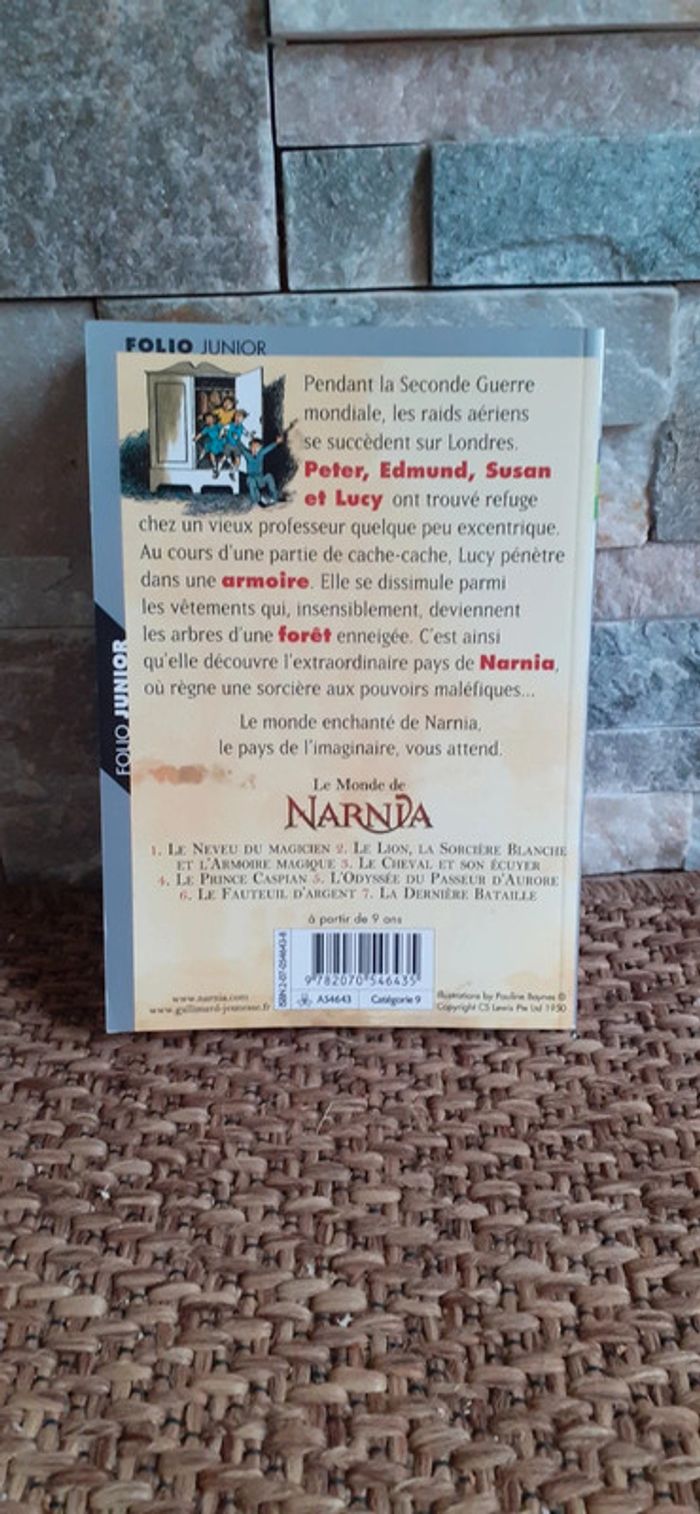 FOLIO JUNIOR
Pendant la Seconde Guerre
mondiale, les raids aériens
se succèdent sur Londres.
Peter, Edmund, Susan
et Lucy ont trouvé refuge
chez un vieux professeur quelque peu excentrique.
Au cours d'une partie de cache-cache, Lucy pénètre
dans une armoire. Elle se dissimule parmi
les vêtements qui, insensiblement, deviennent
les arbres d'une forêt enneigée. C'est ainsi
qu'elle découvre l'extraordinaire pays de Narnia,
où règne une sorcière aux pouvoirs maléfiques...
Le monde enchanté de Narnia,
le pays de l'imaginaire, vous attend.
FOLIO JUNIOR
Le Monde de
NARNIA
1. Le Neveu du magicien 2. Le Lion, la Sorcière Blanche
et l'Armoire magique 3. Le Cheval et son écuyer
4. Le Prince Caspian 5. L'Odyssée du Passeur d'Aurore
6. Le Fauteuil d'argent 7. La Dernière Bataille
à partir de 9 ans
ISBN 2-07-054643-8
9 782070 546435
A54643 Catégorie 9
www.narnia.com
www.gallimard-jeunesse.fr
Illustrations by Pauline Baynes ©
Copyright CS Lewis Pte Ltd 1950